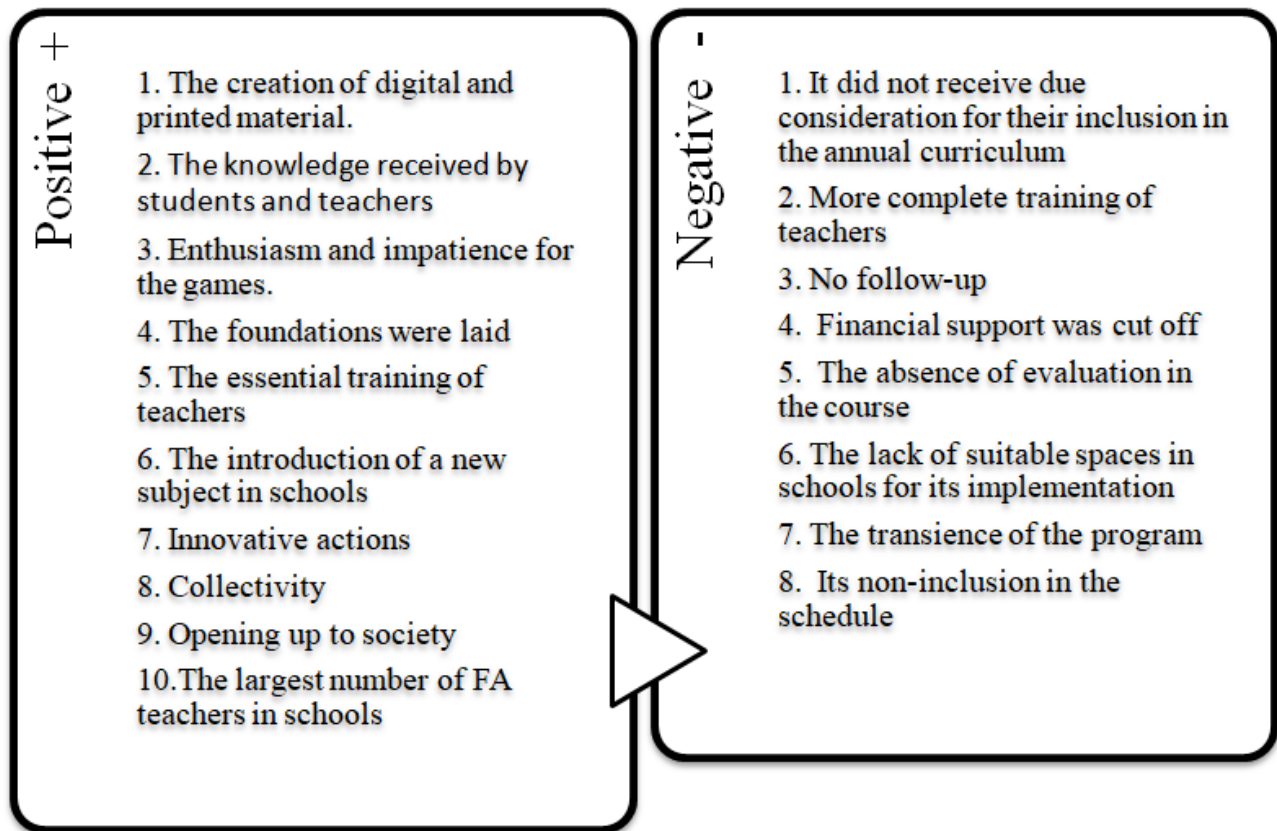 Positive +
1. The creation of digital and
printed material.
2. The knowledge received by
students and teachers
3. Enthusiasm and impatience for
the games.
4. The foundations were laid
5. The essential training of
teachers
6. The introduction of a new
subject in schools
7. Innovative actions
8. Collectivity
9. Opening up to society
10.The largest number of FA
teachers in schools
Negative -
1. It did not receive due
consideration for their inclusion in
the annual curriculum
2. More complete training of
teachers
3. No follow-up
4. Financial support was cut off
5. The absence of evaluation in
the course
6. The lack of suitable spaces in
schools for its implementation
7. The transience of the program
8. Its non-inclusion in the
schedule